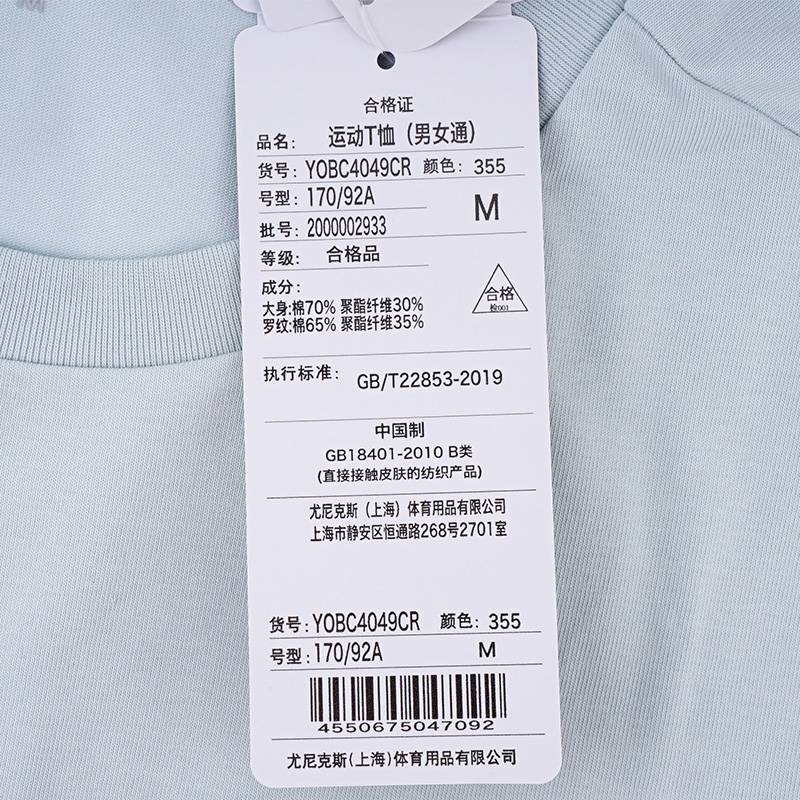 合格证
品名: 运动T恤（男女通）
货号: YOBC4049CR 颜色: 355
号型: 170/92A M
批号: 2000002933
等级: 合格品
成分:
大身:棉70% 聚酯纤维30%
罗纹:棉65% 聚酯纤维35%
合格
检001
执行标准: GB/T22853-2019
中国制
GB18401-2010 B类
(直接接触皮肤的纺织产品)
尤尼克斯（上海）体育用品有限公司
上海市静安区恒通路268号2701室
货号: YOBC4049CR 颜色: 355
号型: 170/92A M
4550675047092
尤尼克斯(上海)体育用品有限公司